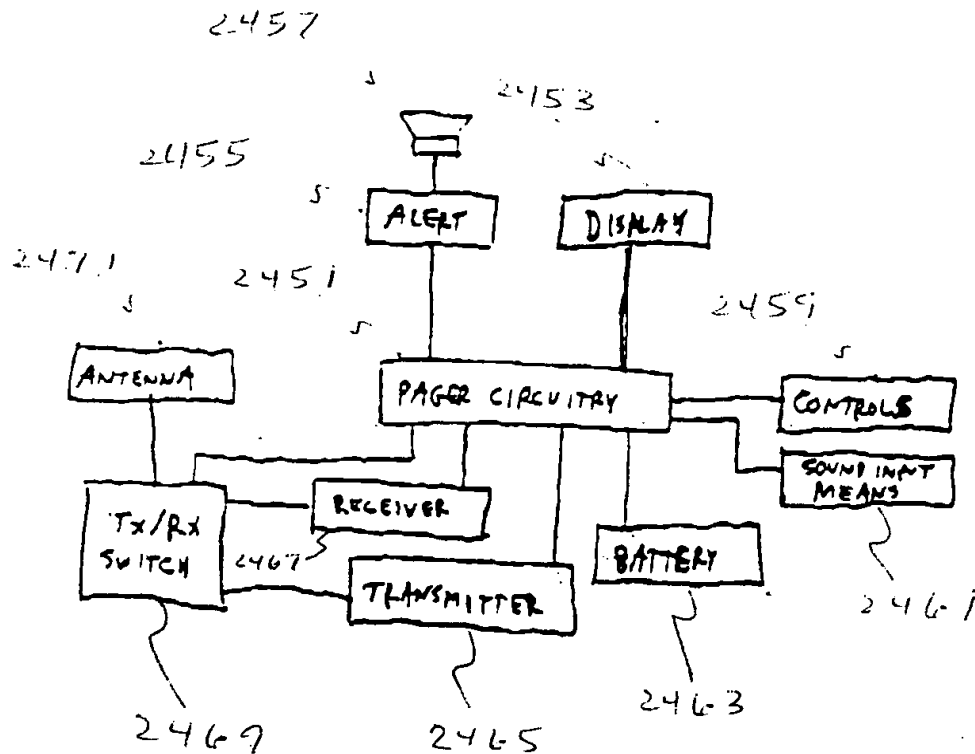 2457
2453
2455
ALERT
DISPLAY
2471
2451
2459
ANTENNA
PAGER CIRCUITRY
CONTROLS
SOUND INPUT
MEANS
RECEIVER
TX/RX
SWITCH
2467
BATTERY
TRANSMITTER
2461
2463
2469
2465